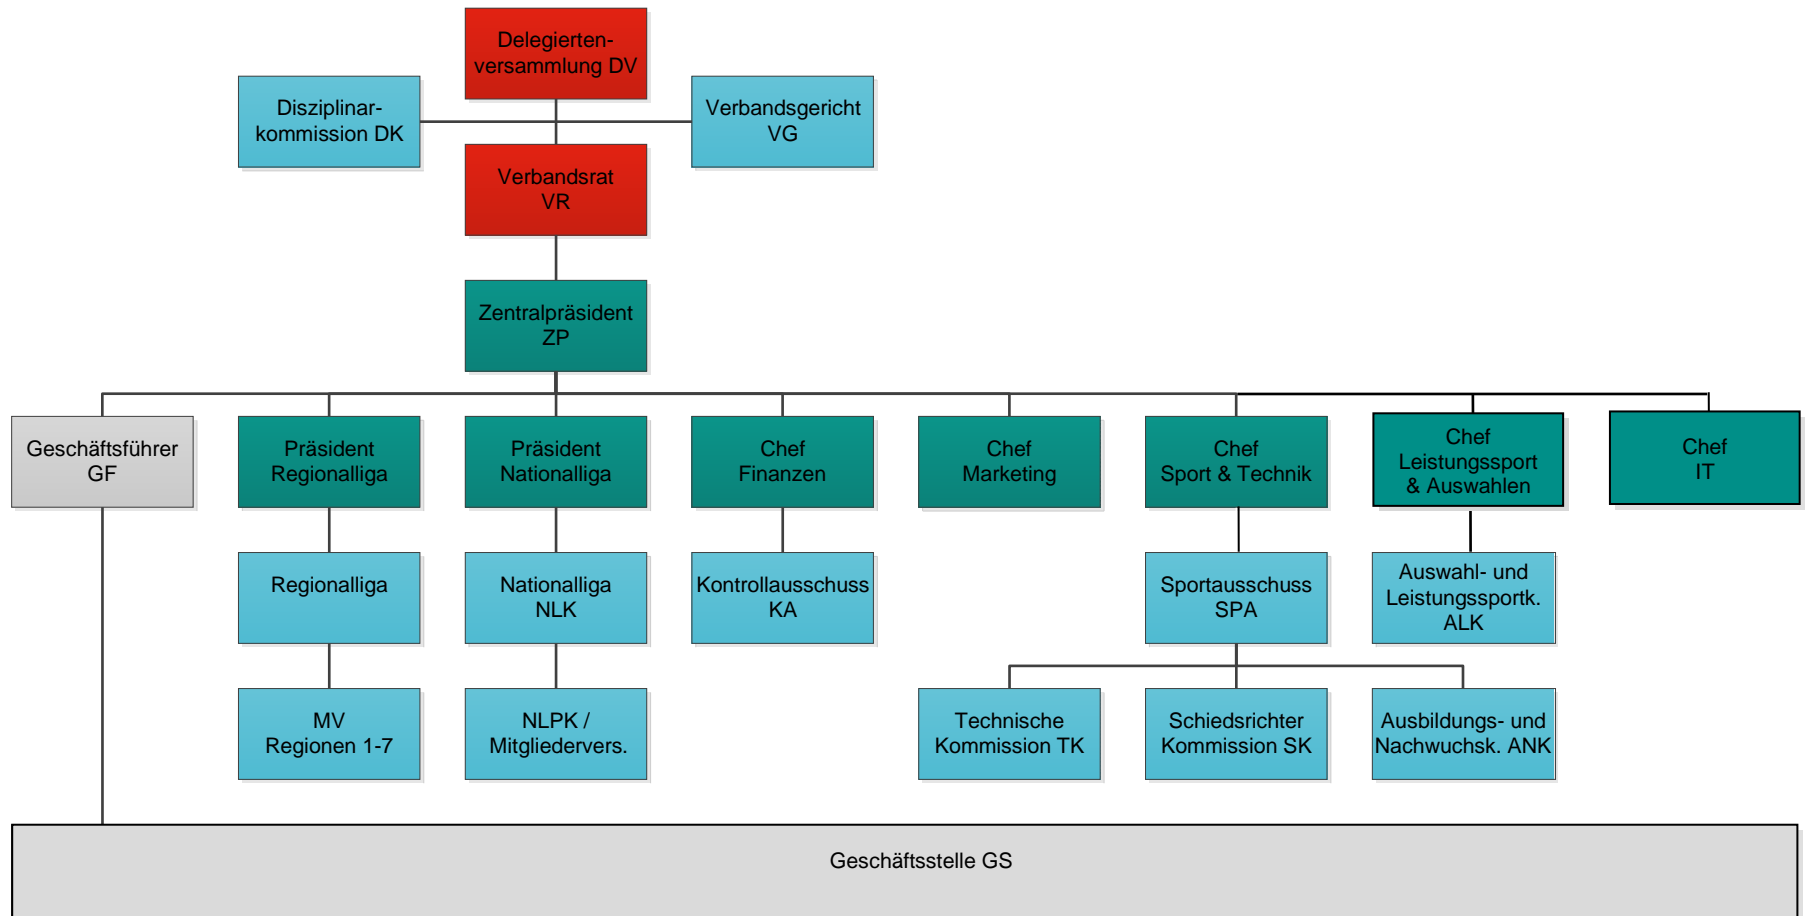 Delegierten-
versammlung DV
Disziplinar-
kommission DK
Verbandsgericht
VG
Verbandsrat
VR
Zentralpräsident
ZP
Geschäftsführer
GF
Präsident
Regionalliga
Präsident
Nationalliga
Chef
Finanzen
Chef
Marketing
Chef
Sport & Technik
Chef
Leistungssport
& Auswahlen
Chef
IT
Regionalliga
Nationalliga
NLK
Kontrollausschuss
KA
Sportausschuss
SPA
Auswahl- und
Leistungssportk.
ALK
MV
Regionen 1-7
NLPK /
Mitgliedervers.
Technische
Kommission TK
Schiedsrichter
Kommission SK
Ausbildungs- und
Nachwuchsk. ANK
Geschäftsstelle GS